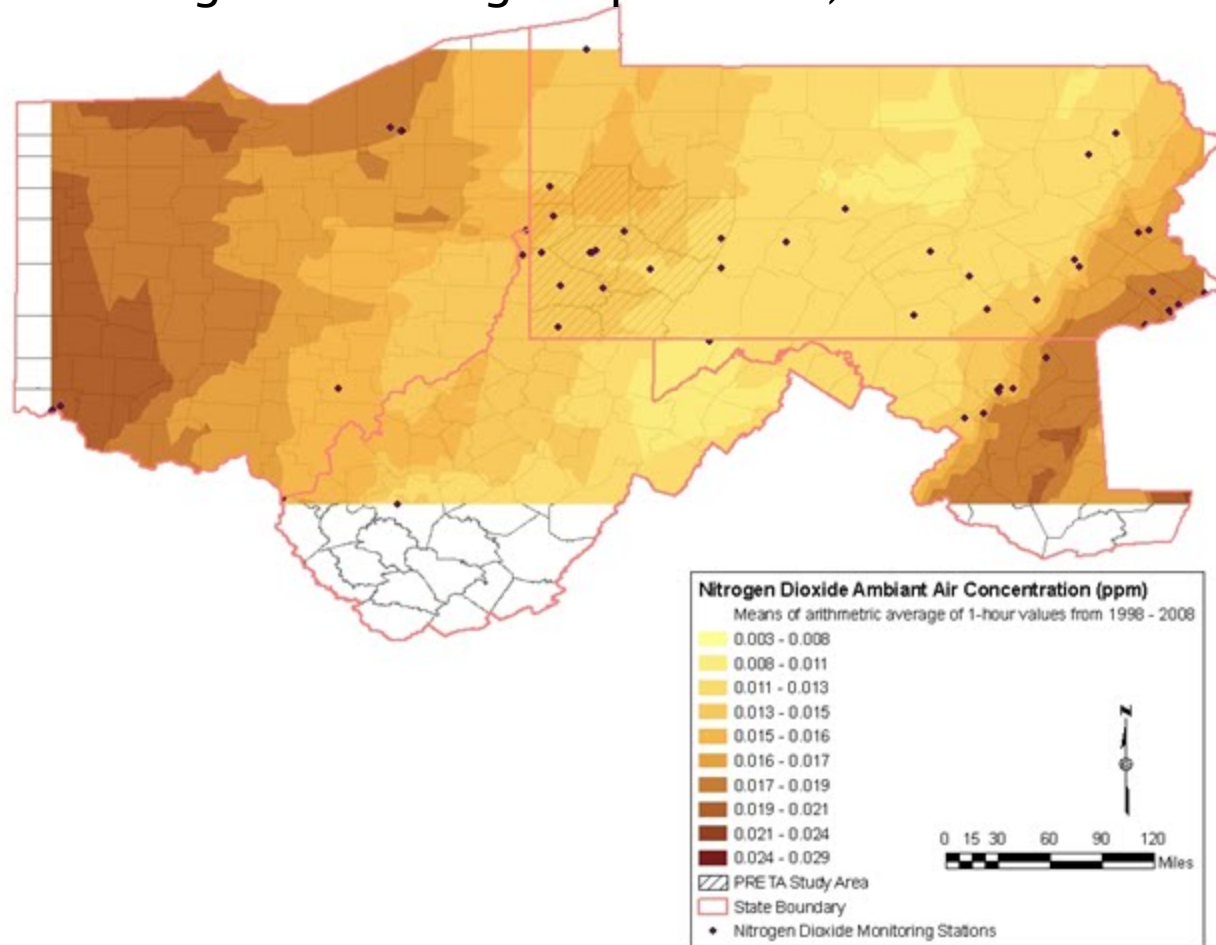 Nitrogen Dioxide Ambiant Air Concentration (ppm)
Means of arithmetric average of 1-hour values from 1998 - 2008
0.003 - 0.008
0.008 - 0.011
0.011 - 0.013
0.013 - 0.015
0.015 - 0.016
0.016 - 0.017
0.017 - 0.019
0.019 - 0.021
0.021 - 0.024
0.024 - 0.029
PRETA Study Area
State Boundary
Nitrogen Dioxide Monitoring Stations
N
0 15 30 60 90 120
Miles